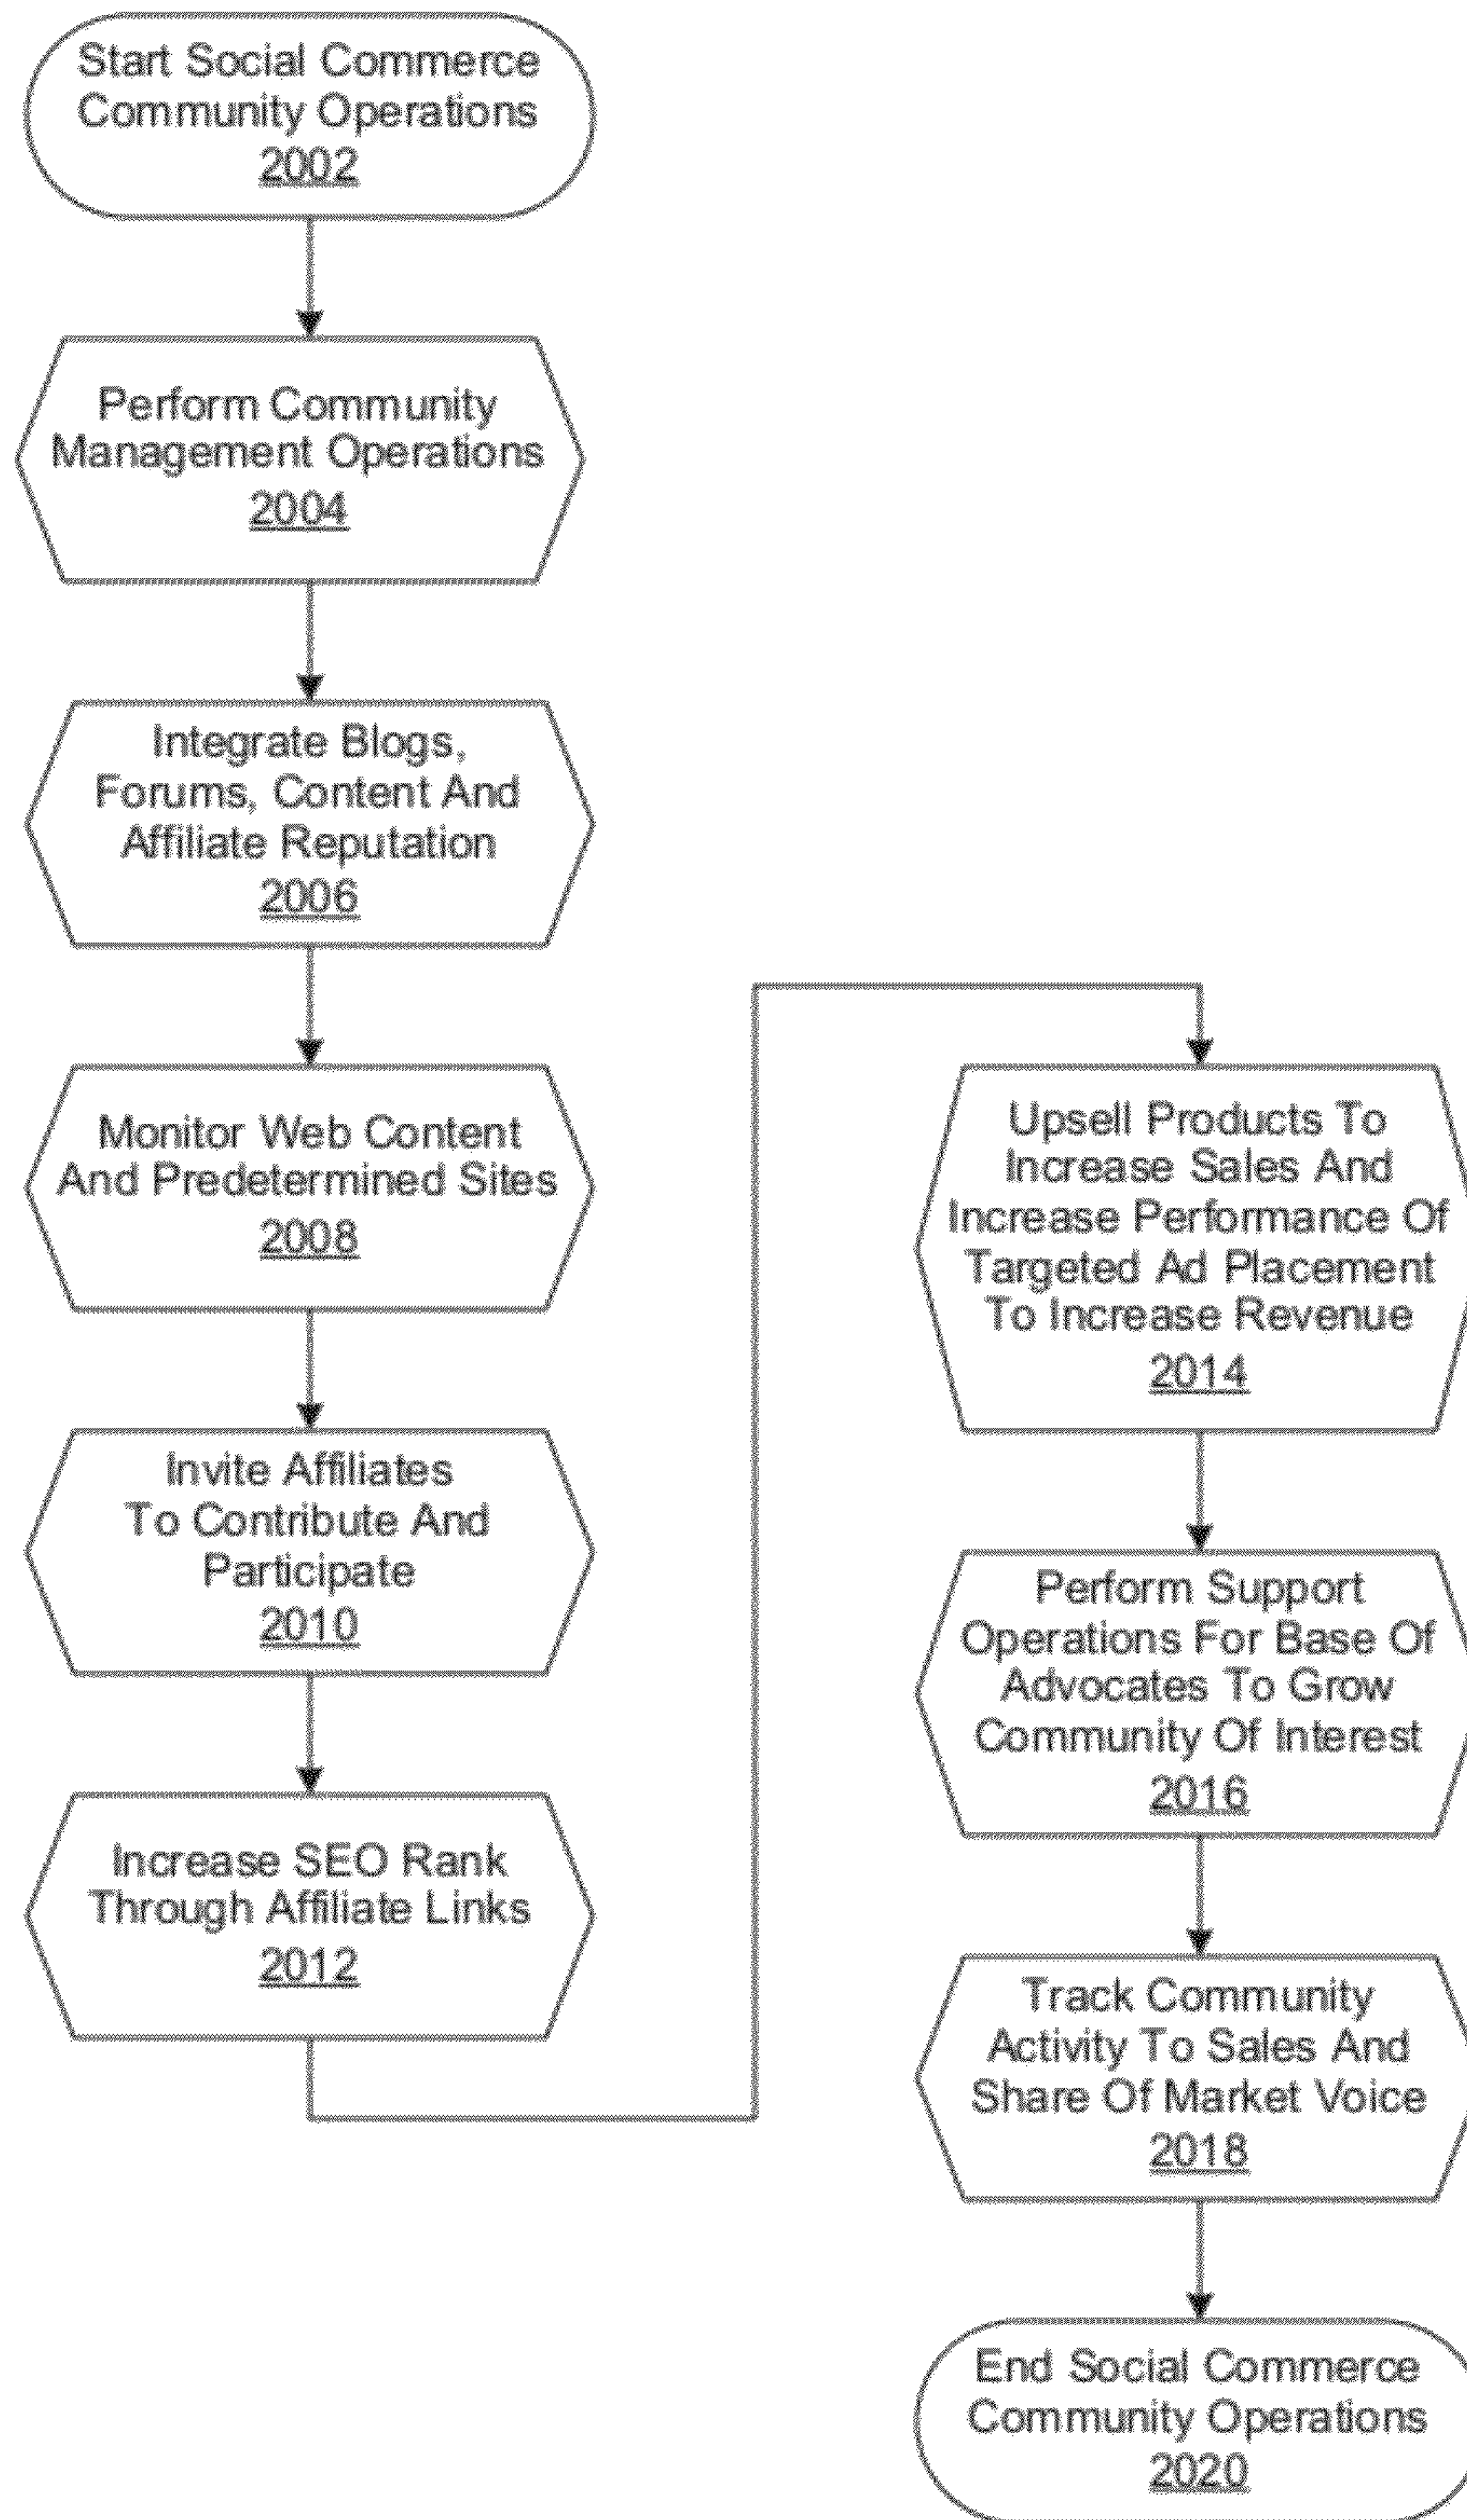 Start Social Commerce
Community Operations
2002
Perform Community
Management Operations
2004
Integrate Blogs,
Forums, Content And
Affiliate Reputation
2006
Monitor Web Content
And Predetermined Sites
2008
Invite Affiliates
To Contribute And
Participate
2010
Increase SEO Rank
Through Affiliate Links
2012
Upsell Products To
Increase Sales And
Increase Performance Of
Targeted Ad Placement
To Increase Revenue
2014
Perform Support
Operations For Base Of
Advocates To Grow
Community Of Interest
2016
Track Community
Activity To Sales And
Share Of Market Voice
2018
End Social Commerce
Community Operations
2020